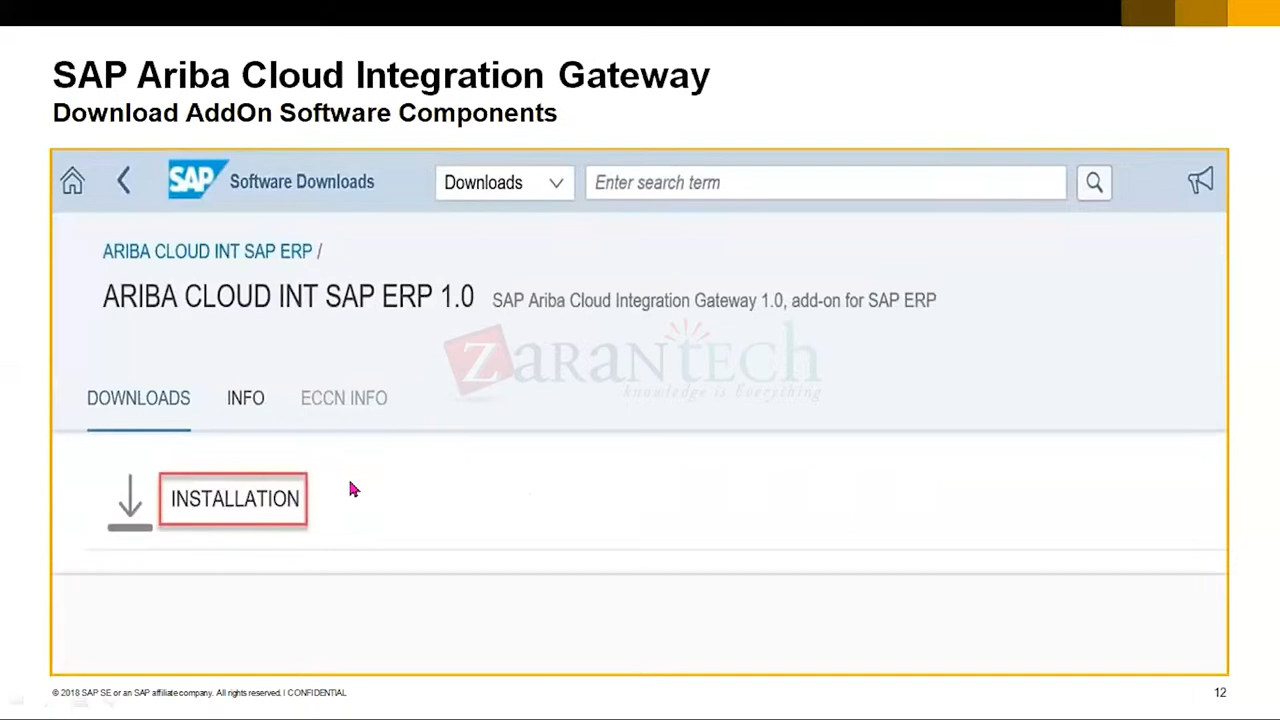 SAP Ariba Cloud Integration Gateway
Download AddOn Software Components
SAP Software Downloads Downloads Enter search term
ARIBA CLOUD INT SAP ERP /
ARIBA CLOUD INT SAP ERP 1.0 SAP Ariba Cloud Integration Gateway 1.0, add-on for SAP ERP
ZaranTech
knowledge is Everything
DOWNLOADS INFO ECCN INFO
INSTALLATION
© 2018 SAP SE or an SAP affiliate company. All rights reserved. I CONFIDENTIAL 12